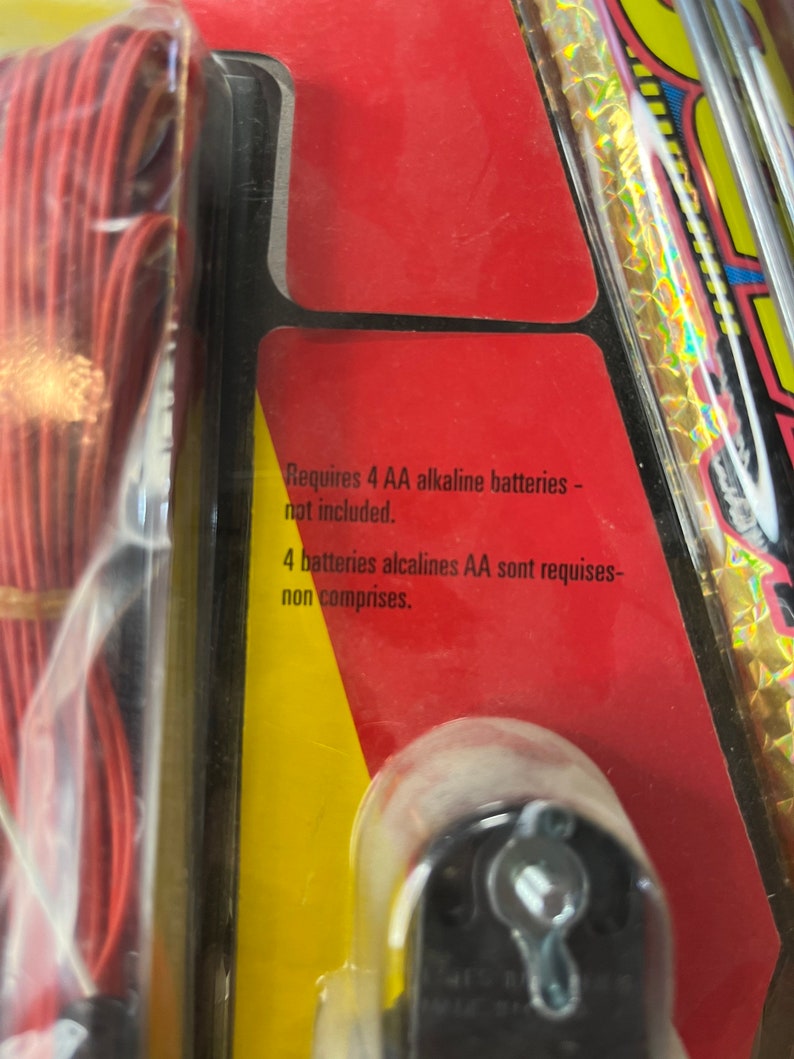 Requires 4 AA alkaline batteries -
not included.
4 batteries alcalines AA sont requises-
non comprises.